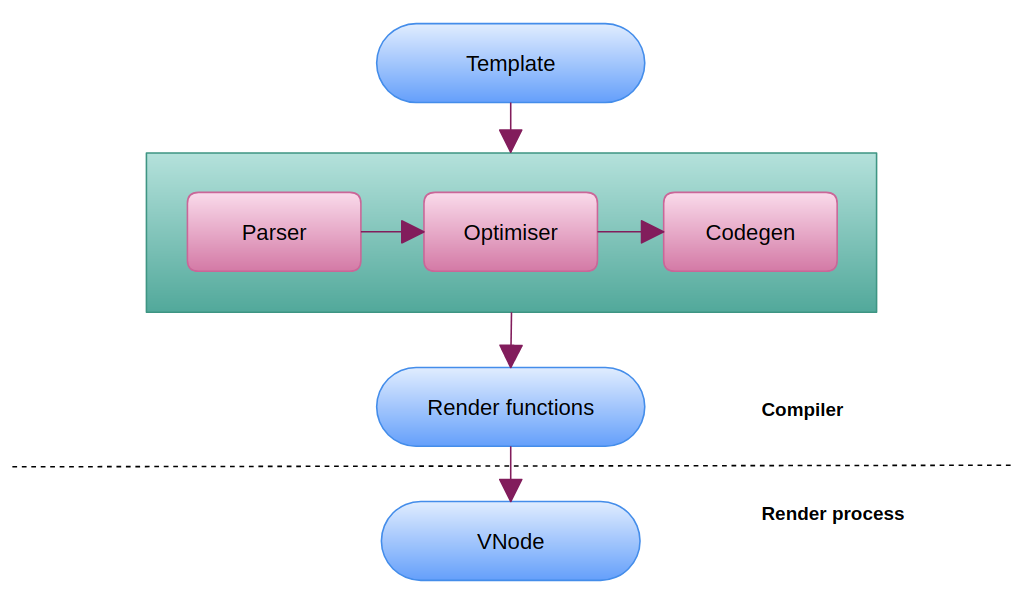 Template
Parser
Optimiser
Codegen
Render functions
Compiler
Render process
VNode